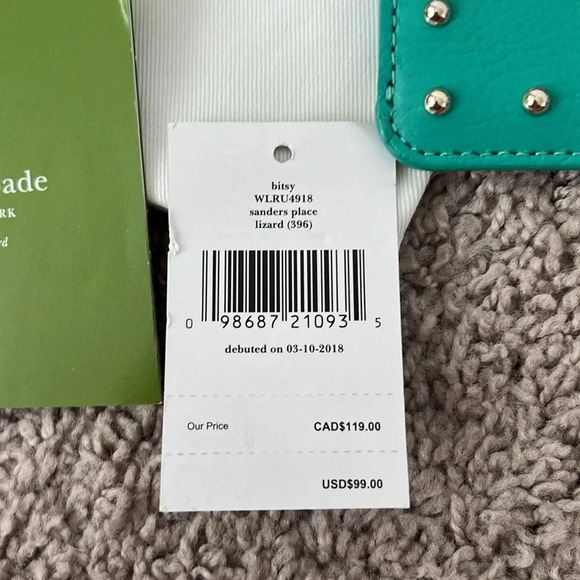 ade
RK
rd
bitsy
WLRU4918
sanders place
lizard (396)
0 98687 21093 5
debuted on 03-10-2018
Our Price CAD$119.00
USD$99.00